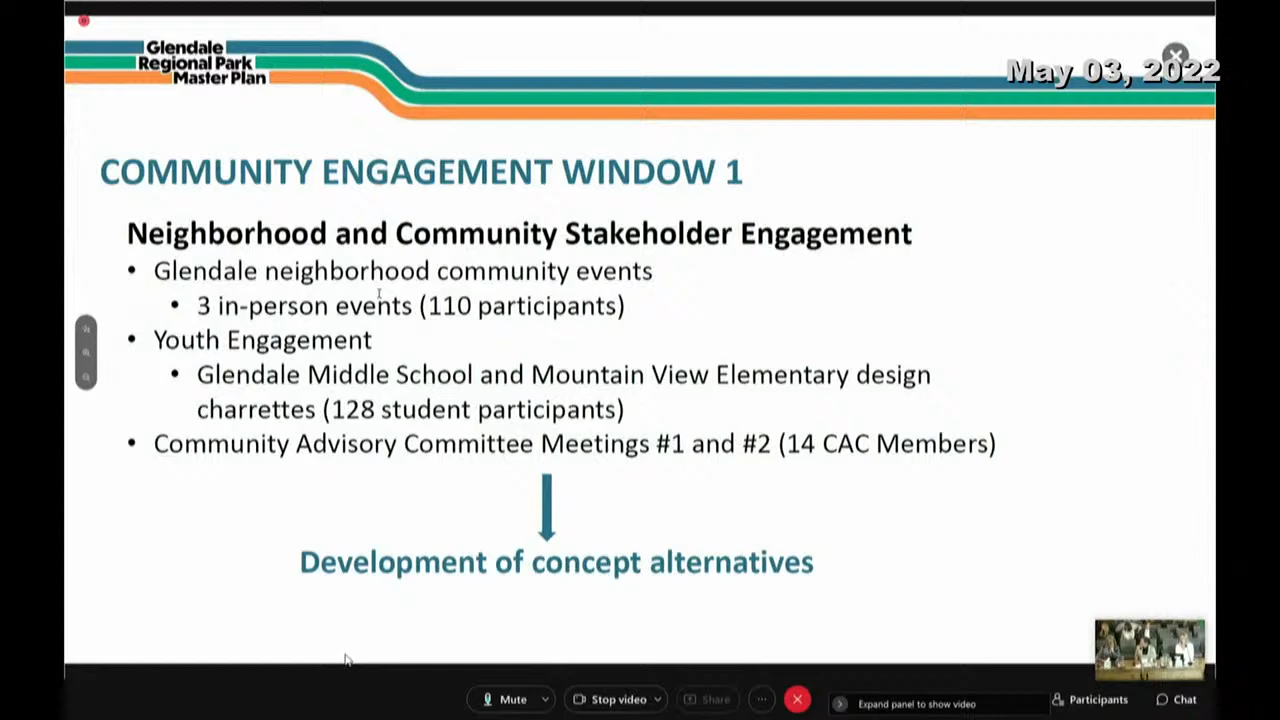 Glendale
Regional Park
Master Plan
May 03, 2022
COMMUNITY ENGAGEMENT WINDOW 1
Neighborhood and Community Stakeholder Engagement
• Glendale neighborhood community events
• 3 in-person events (110 participants)
• Youth Engagement
• Glendale Middle School and Mountain View Elementary design
charrettes (128 student participants)
• Community Advisory Committee Meetings #1 and #2 (14 CAC Members)
Development of concept alternatives
Mute
Stop video
Share
Expand panel to show video
Participants
Chat